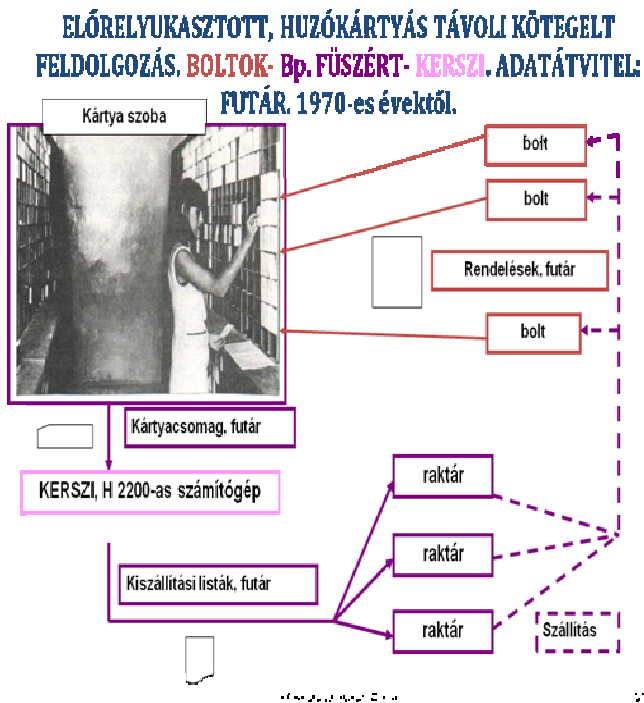 ELŐRELYUKASZTOTT, HUZÓKÁRTYÁS TÁVOLI KÖTEGELT
FELDOLGOZÁS. BOLTOK- Bp. FŰSZÉRT- KERSZI. ADATÁTVITEL:
FUTÁR. 1970-es évektől.
Kártya szoba
bolt
bolt
Rendelések, futár
bolt
Kártyacsomag, futár
KERSZI, H 2200-as számítógép
raktár
raktár
Kiszállítási listák, futár
raktár
Szállítás